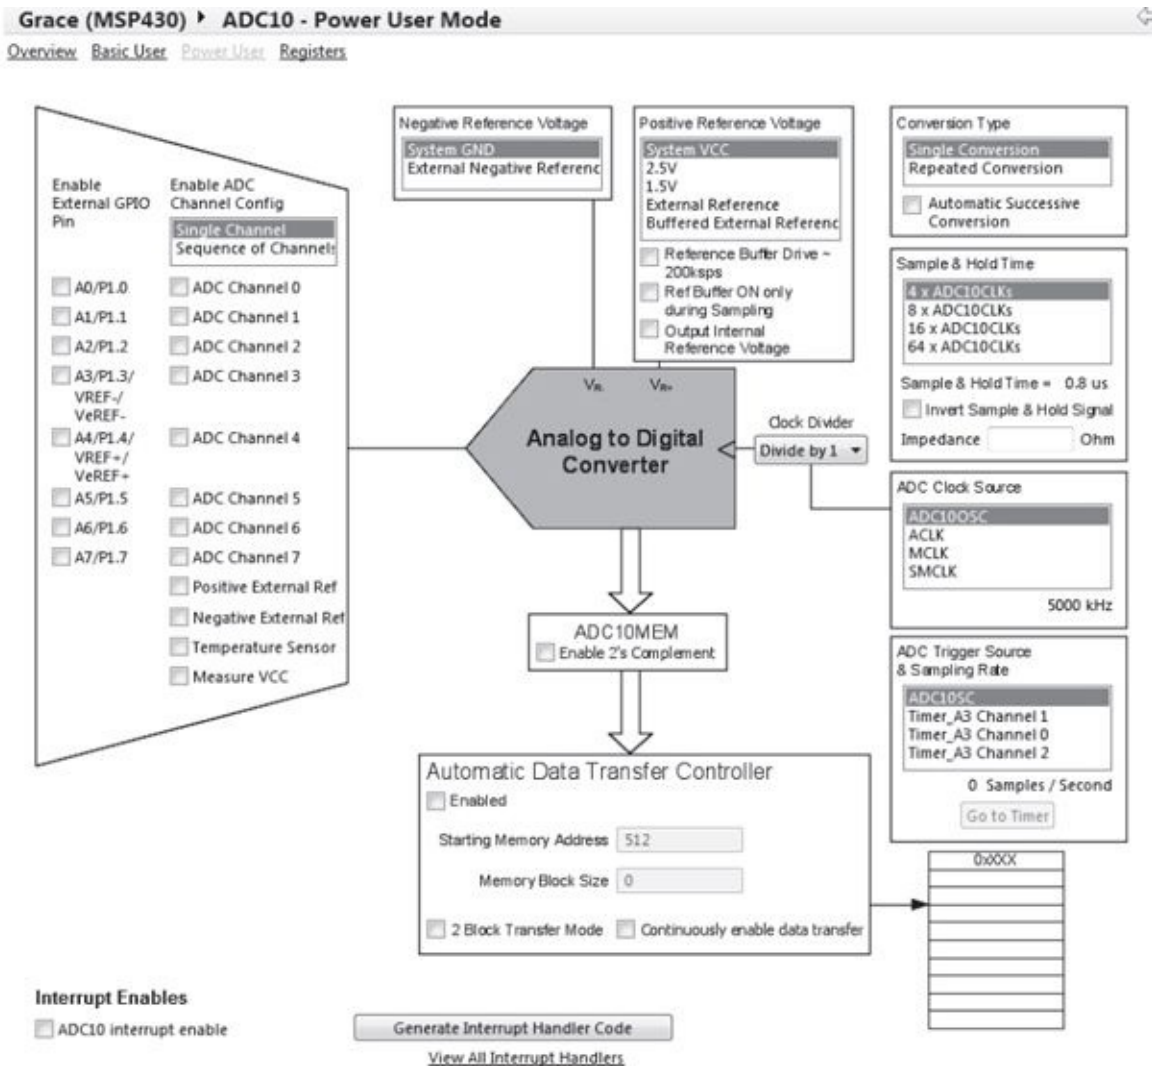 Grace (MSP430) ▸ ADC10 - Power User Mode
Overview Basic User Power User Registers
Enable External GPIO Pin
Enable ADC Channel Config
Single Channel
Sequence of Channels
A0/P1.0 ADC Channel 0
A1/P1.1 ADC Channel 1
A2/P1.2 ADC Channel 2
A3/P1.3/ ADC Channel 3
VREF-/
VeREF-
A4/P1.4/ ADC Channel 4
VREF+/
VeREF+
A5/P1.5 ADC Channel 5
A6/P1.6 ADC Channel 6
A7/P1.7 ADC Channel 7
Positive External Ref
Negative External Ref
Temperature Sensor
Measure VCC
Negative Reference Voltage
System GND
External Negative Referenc
Positive Reference Voltage
System VCC
2.5V
1.5V
External Reference
Buffered External Referenc
Reference Buffer Drive ~
200ksps
Ref Buffer ON only
during Sampling
Output Internal
Reference Voltage
VR- VR+
Analog to Digital
Converter
Clock Divider
Divide by 1
Conversion Type
Single Conversion
Repeated Conversion
Automatic Successive
Conversion
Sample & Hold Time
4 x ADC10CLKs
8 x ADC10CLKs
16 x ADC10CLKs
64 x ADC10CLKs
Sample & Hold Time = 0.8 us
Invert Sample & Hold Signal
Impedance Ohm
ADC Clock Source
ADC10OSC
ACLK
MCLK
SMCLK
5000 kHz
ADC10MEM
Enable 2's Complement
ADC Trigger Source
& Sampling Rate
ADC10SC
Timer_A3 Channel 1
Timer_A3 Channel 0
Timer_A3 Channel 2
0 Samples / Second
Go to Timer
Automatic Data Transfer Controller
Enabled
Starting Memory Address 512
Memory Block Size 0
2 Block Transfer Mode Continuously enable data transfer
0xXXX
Interrupt Enables
ADC10 interrupt enable
Generate Interrupt Handler Code
View All Interrupt Handlers